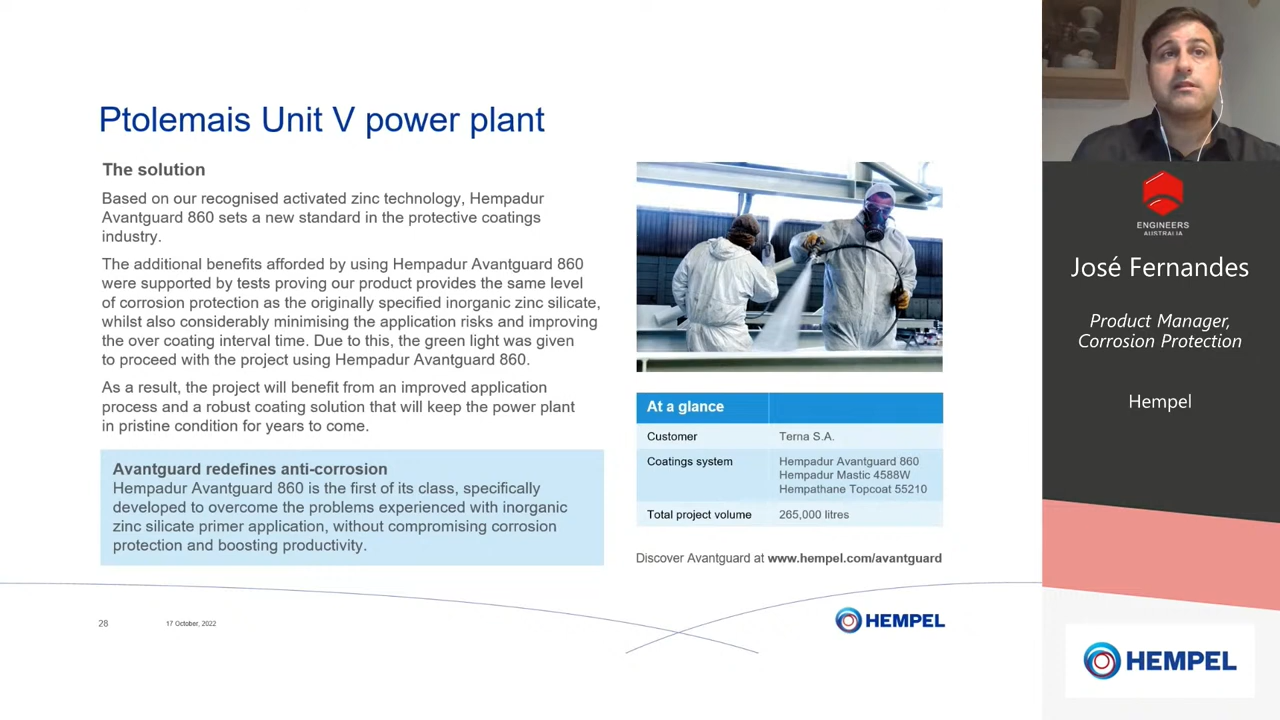 Ptolemais Unit V power plant
The solution
Based on our recognised activated zinc technology, Hempadur
Avantguard 860 sets a new standard in the protective coatings
industry.
The additional benefits afforded by using Hempadur Avantguard 860
were supported by tests proving our product provides the same level
of corrosion protection as the originally specified inorganic zinc silicate,
whilst also considerably minimising the application risks and improving
the over coating interval time. Due to this, the green light was given
to proceed with the project using Hempadur Avantguard 860.
As a result, the project will benefit from an improved application
process and a robust coating solution that will keep the power plant
in pristine condition for years to come.
Avantguard redefines anti-corrosion
Hempadur Avantguard 860 is the first of its class, specifically
developed to overcome the problems experienced with inorganic
zinc silicate primer application, without compromising corrosion
protection and boosting productivity.
At a glance
Customer Terna S.A.
Coatings system Hempadur Avantguard 860
Hempadur Mastic 4588W
Hempathane Topcoat 55210
Total project volume 265,000 litres
Discover Avantguard at www.hempel.com/avantguard
28 17 October, 2022
HEMPEL
ENGINEERS
AUSTRALIA
José Fernandes
Product Manager,
Corrosion Protection
Hempel
HEMPEL